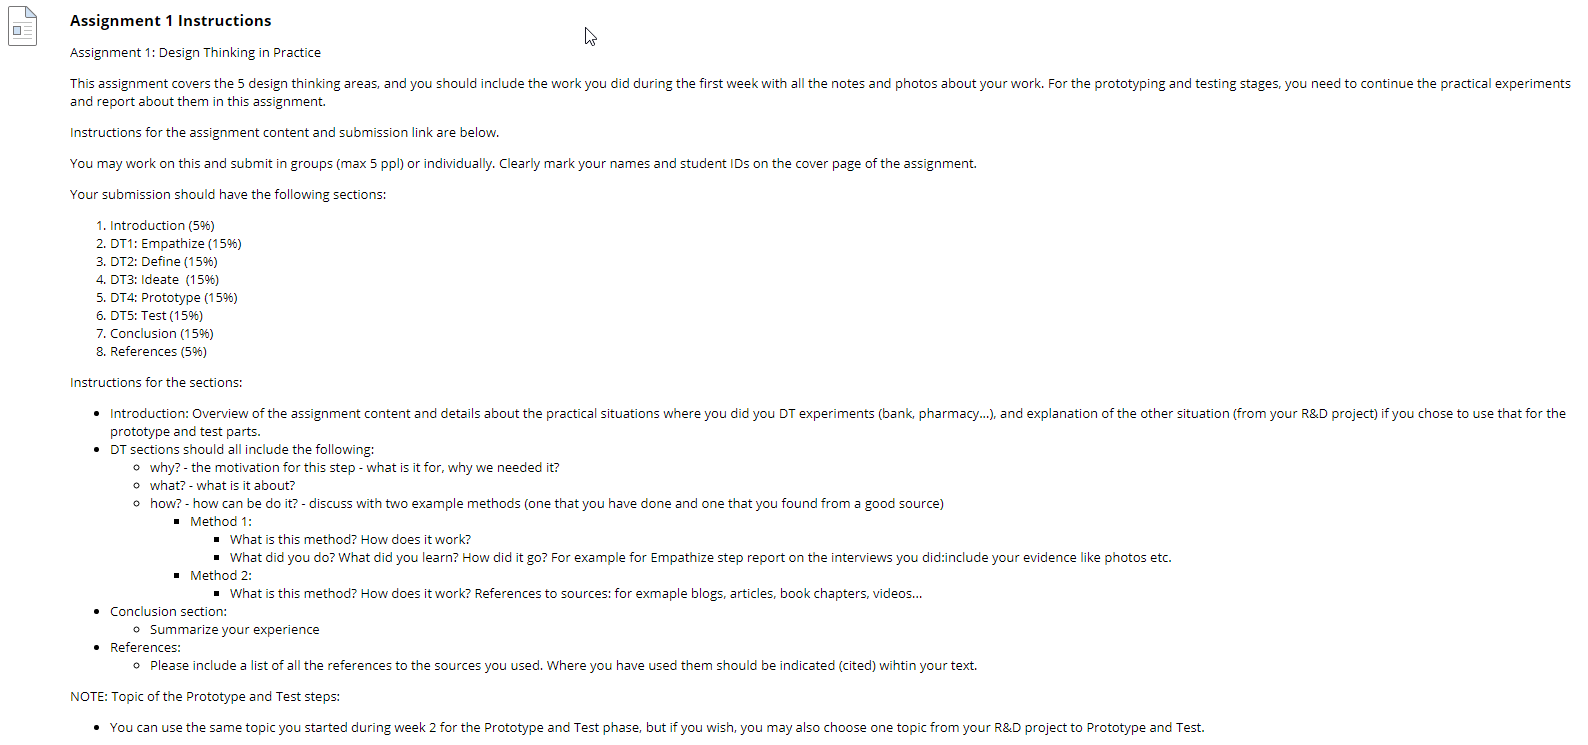 Assignment 1 Instructions
Assignment 1: Design Thinking in Practice
This assignment covers the 5 design thinking areas, and you should include the work you did during the first week with all the notes and photos about your work. For the prototyping and testing stages, you need to continue the practical experiments
and report about them in this assignment.
Instructions for the assignment content and submission link are below.
You may work on this and submit in groups (max 5 ppl) or individually. Clearly mark your names and student IDs on the cover page of the assignment.
Your submission should have the following sections:
1. Introduction (5%)
2. DT1: Empathize (15%)
3. DT2: Define (15%)
4. DT3: Ideate  (15%)
5. DT4: Prototype (15%)
6. DT5: Test (15%)
7. Conclusion (15%)
8. References (5%)
Instructions for the sections:
• Introduction: Overview of the assignment content and details about the practical situations where you did you DT experiments (bank, pharmacy...), and explanation of the other situation (from your R&D project) if you chose to use that for the
prototype and test parts.
• DT sections should all include the following:
◦ why? - the motivation for this step - what is it for, why we needed it?
◦ what? - what is it about?
◦ how? - how can be do it? - discuss with two example methods (one that you have done and one that you found from a good source)
▪ Method 1:
▪ What is this method? How does it work?
▪ What did you do? What did you learn? How did it go? For example for Empathize step report on the interviews you did:include your evidence like photos etc.
▪ Method 2:
▪ What is this method? How does it work? References to sources: for exmaple blogs, articles, book chapters, videos...
• Conclusion section:
◦ Summarize your experience
• References:
◦ Please include a list of all the references to the sources you used. Where you have used them should be indicated (cited) wihtin your text.
NOTE: Topic of the Prototype and Test steps:
• You can use the same topic you started during week 2 for the Prototype and Test phase, but if you wish, you may also choose one topic from your R&D project to Prototype and Test.